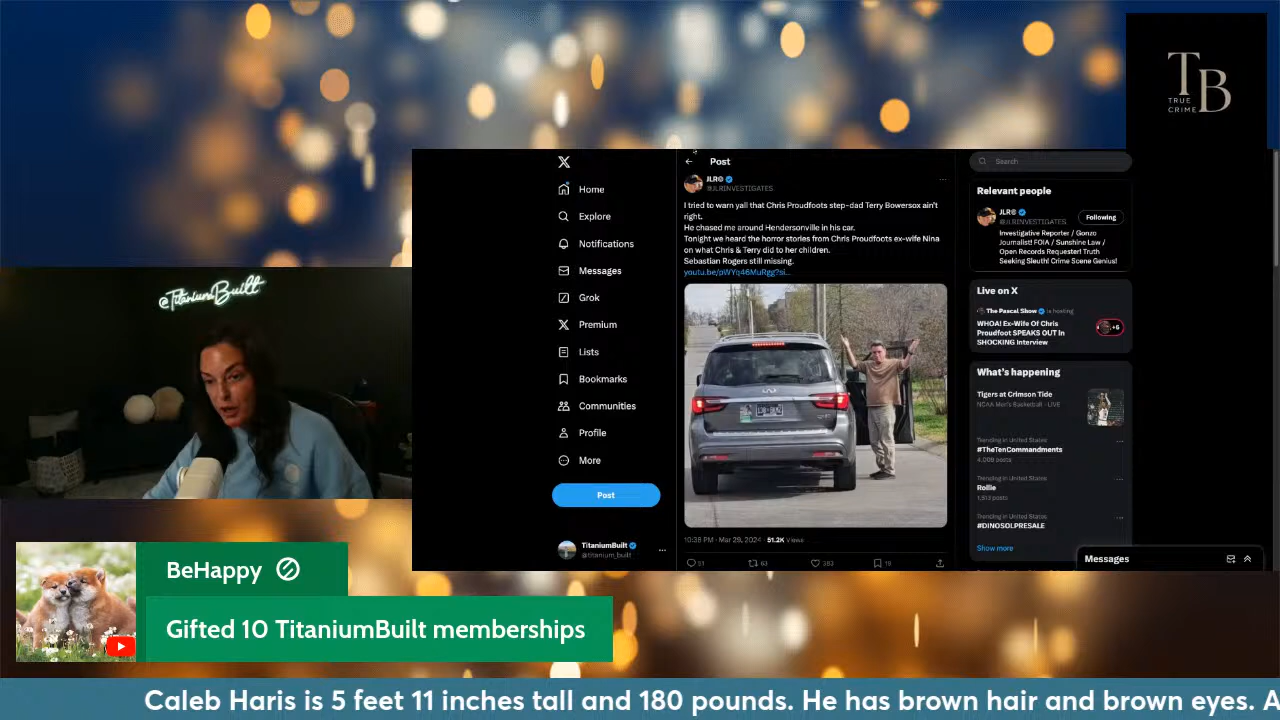 TB
TRUE
CRIME
@TitaniumBuilt
X
Home
Explore
Notifications
Messages
Grok
Premium
Lists
Bookmarks
Communities
Profile
More
Post
TitaniumBuilt
@titanium_built
Post
JLR©
@JLRINVESTIGATES
I tried to warn yall that Chris Proudfoots step-dad Terry Bowersox ain't
right.
He chased me around Hendersonville in his car.
Tonight we heard the horror stories from Chris Proudfoots ex-wife Nina
on what Chris & Terry did to her children.
Sebastian Rogers still missing.
youtu.be/pWYq46MuRgg?si...
10:38 PM · Mar 29, 2024 · 51.2K Views
63
19
Search
Relevant people
JLR©
@JLRINVESTIGATES
Following
Investigative Reporter / Gonzo
Journalist! FOIA / Sunshine Law /
Open Records Requester! Truth
Seeking Sleuth! Crime Scene Genius!
Live on X
The Pascal Show is hosting
WHOA! Ex-Wife Of Chris
Proudfoot SPEAKS OUT In
SHOCKING Interview
What's happening
Tigers at Crimson Tide
NCAA Men's Basketball · LIVE
Trending in United States
#TheTenCommandments
Trending in United States
Rollie
Trending in United States
#DINOSOLPRESALE
Show more
Messages
BeHappy
Gifted 10 TitaniumBuilt memberships
Caleb Haris is 5 feet 11 inches tall and 180 pounds. He has brown hair and brown eyes. A